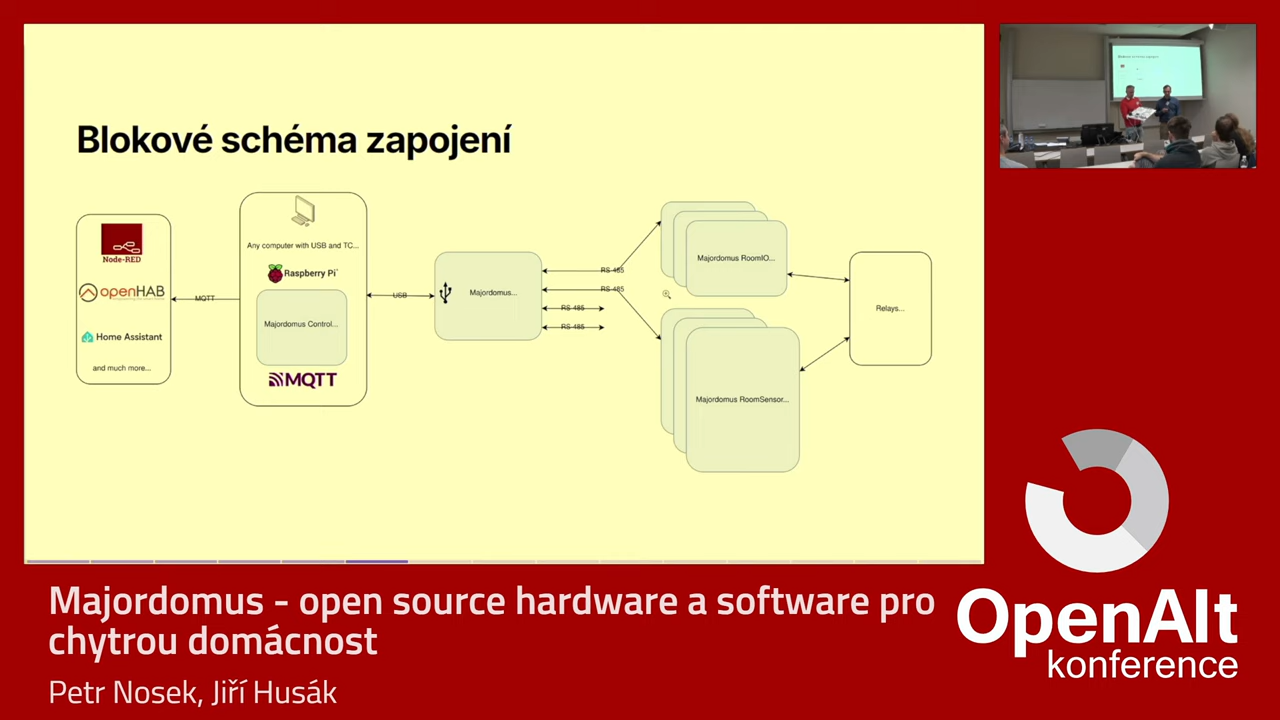 Blokové schéma zapojení
Node-RED
openHAB
Home Assistant
and much more...
MQTT
Any computer with USB and TC...
Raspberry Pi
Majordomus Control...
MQTT
USB
Majordomus...
RS-485
RS-485
RS-485
RS-485
Majordomus RoomIO...
Majordomus RoomSensor...
Relays...
Majordomus - open source hardware a software pro
chytrou domácnost
Petr Nosek, Jiří Husák
OpenAlt
konference